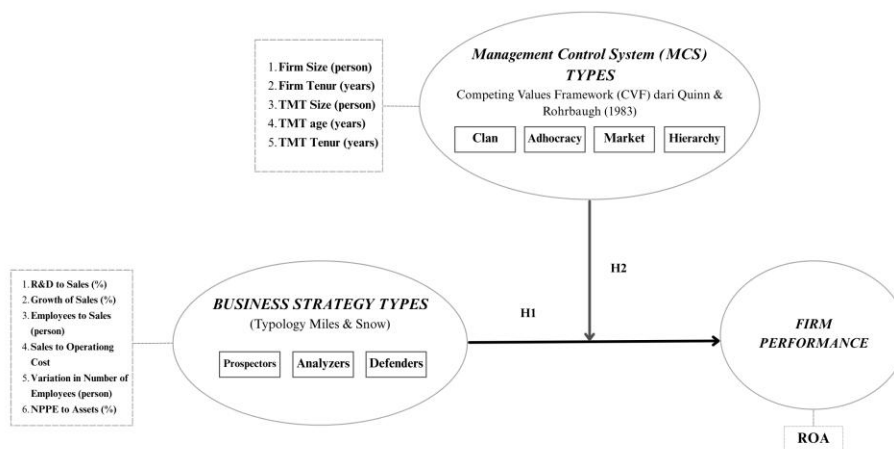 Management Control System (MCS)
TYPES
Competing Values Framework (CVF) dari Quinn &
Rohrbaugh (1983)
Clan
Adhocracy
Market
Hierarchy
1. Firm Size (person)
2. Firm Tenur (years)
3. TMT Size (person)
4. TMT age (years)
5. TMT Tenur (years)
H2
H1
1. R&D to Sales (%)
2. Growth of Sales (%)
3. Employees to Sales
(person)
4. Sales to Operationg
Cost
5. Variation in Number of
Employees (person)
6. NPPE to Assets (%)
BUSINESS STRATEGY TYPES
(Typology Miles & Snow)
Prospectors
Analyzers
Defenders
FIRM
PERFORMANCE
ROA